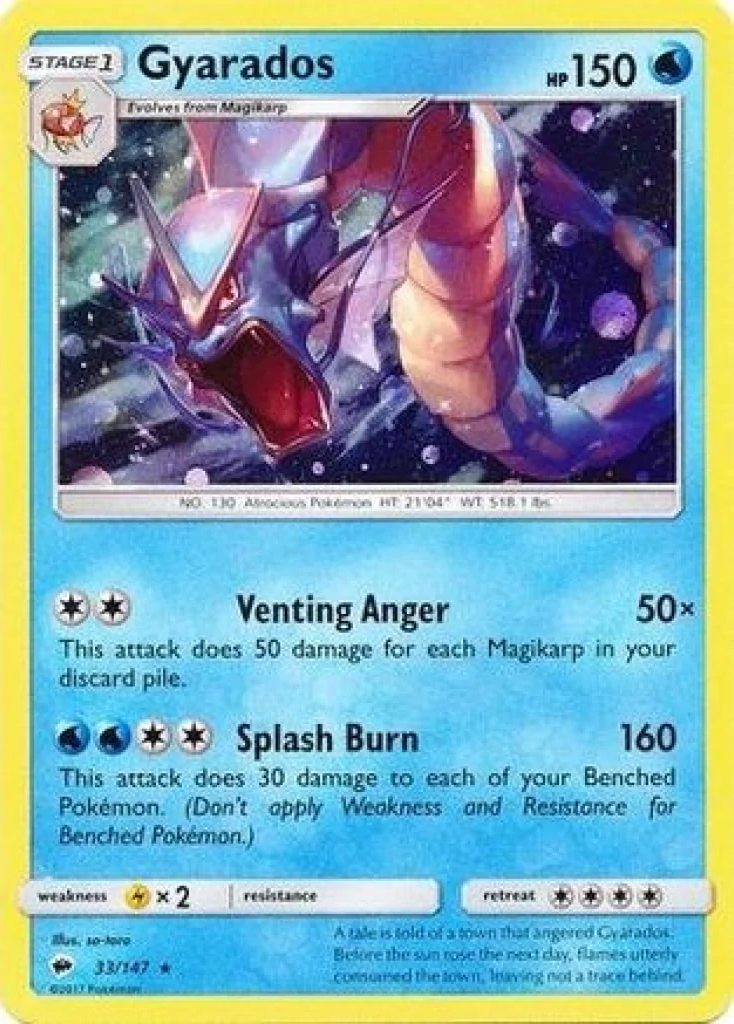 STAGE1 Gyarados HP150
Evolves from Magikarp
NO. 130 Atrocious Pokémon HT: 21'04" WT: 518.1 lbs
Venting Anger 50×
This attack does 50 damage for each Magikarp in your
discard pile.
Splash Burn 160
This attack does 30 damage to each of your Benched
Pokémon. (Don't apply Weakness and Resistance for
Benched Pokémon.)
weakness ×2 resistance retreat
Illus. so-taro
33/147 ★
©2017 Pokémon
A tale is told of a town that angered Gyarados.
Before the sun rose the next day, flames utterly
consumed the town, leaving not a trace behind.